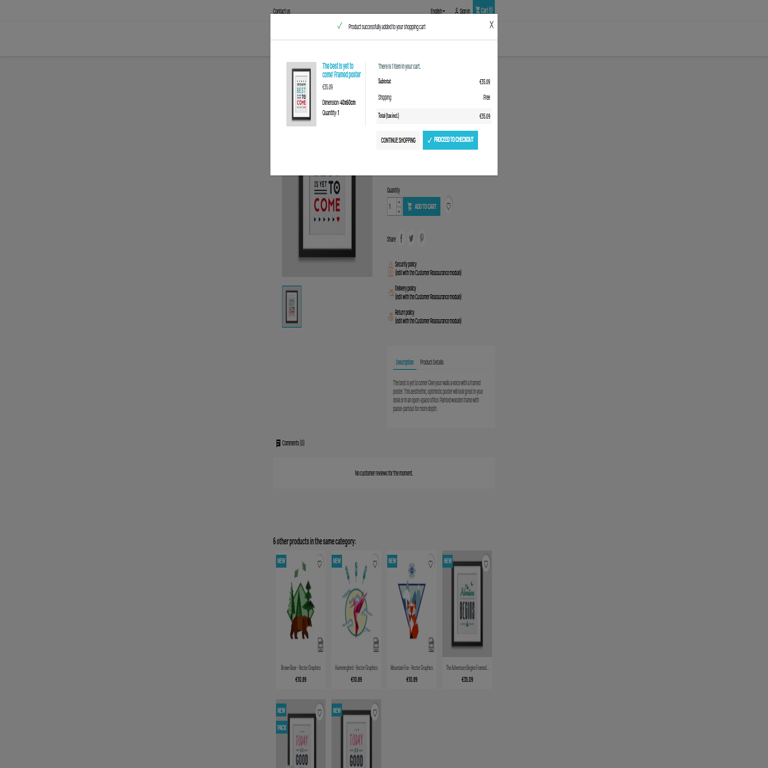 Contact us
English
Sign in
Cart (1)
Product successfully added to your shopping cart
X
The best is yet to
come! Framed poster
€35.09
Dimension: 40x60cm
Quantity: 1
There is 1 item in your cart.
Subtotal: €35.09
Shipping: Free
Total (tax incl.) €35.09
CONTINUE SHOPPING
PROCEED TO CHECKOUT
BEST
IS YET TO
COME
Quantity
1
ADD TO CART
Share
Security policy
(edit with the Customer Reassurance module)
Delivery policy
(edit with the Customer Reassurance module)
Return policy
(edit with the Customer Reassurance module)
Description
Product Details
The best is yet to come! Give your walls a voice with a framed
poster. This aesthethic, optimistic poster will look great in your
desk or in an open-space office. Painted wooden frame with
passe-partout for more depth.
Comments (0)
No customer reviews for the moment.
6 other products in the same category:
NEW
NEW
NEW
NEW
Adventure
BEGINS
Brown Bear - Vector Graphics
€10.89
Hummingbird - Vector Graphics
€10.89
Mountain Fox - Vector Graphics
€10.89
The Adventure Begins Framed...
€35.09
NEW
PACK
TODAY
GOOD
NEW
TODAY
GOOD